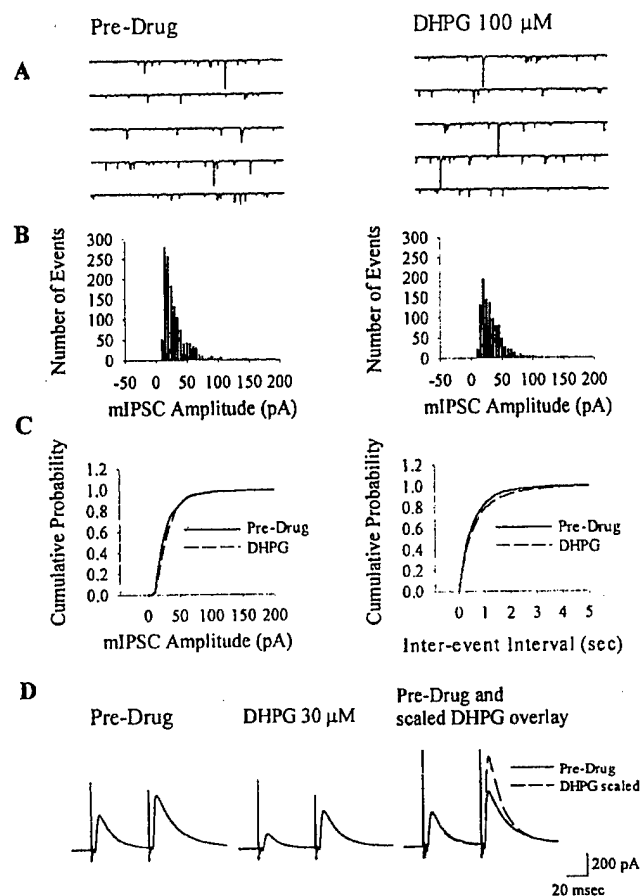 Pre-Drug
DHPG 100 µM
A
B
Number of Events
300
250
200
150
100
50
0
-50 0 50 100 150 200
mIPSC Amplitude (pA)
Number of Events
300
250
200
150
100
50
0
-50 0 50 100 150 200
mIPSC Amplitude (pA)
C
Cumulative Probability
1.2
1.0
0.8
0.6
0.4
0.2
0.0
Pre-Drug
DHPG
0 50 100 150 200
mIPSC Amplitude (pA)
Cumulative Probability
1.2
1.0
0.8
0.6
0.4
0.2
0.0
Pre-Drug
DHPG
0 1 2 3 4 5
Inter-event Interval (sec)
D
Pre-Drug
DHPG 30 µM
Pre-Drug and
scaled DHPG overlay
Pre-Drug
DHPG scaled
200 pA
20 msec